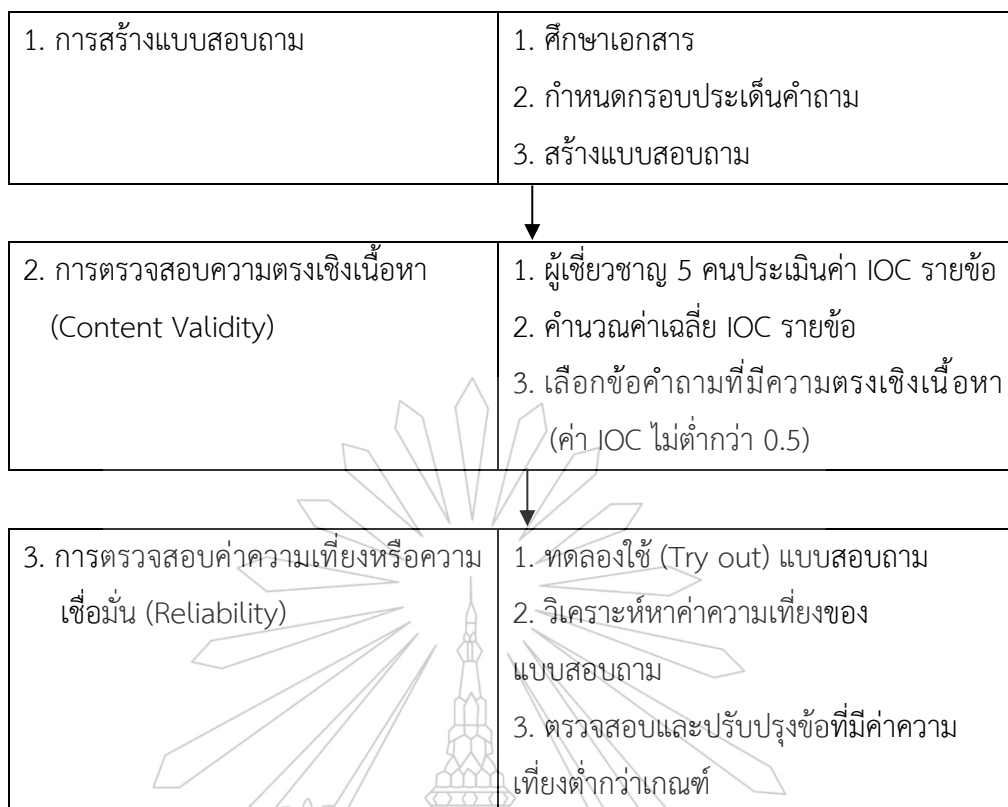 1. การสร้างแบบสอบถาม
1. ศึกษาเอกสาร
2. กำหนดกรอบประเด็นคำถาม
3. สร้างแบบสอบถาม
2. การตรวจสอบความตรงเชิงเนื้อหา
(Content Validity)
1. ผู้เชี่ยวชาญ 5 คนประเมินค่า IOC รายข้อ
2. คำนวณค่าเฉลี่ย IOC รายข้อ
3. เลือกข้อคำถามที่มีความตรงเชิงเนื้อหา
(ค่า IOC ไม่ต่ำกว่า 0.5)
3. การตรวจสอบค่าความเที่ยงหรือความ
เชื่อมั่น (Reliability)
1. ทดลองใช้ (Try out) แบบสอบถาม
2. วิเคราะห์หาค่าความเที่ยงของ
แบบสอบถาม
3. ตรวจสอบและปรับปรุงข้อที่มีค่าความ
เที่ยงต่ำกว่าเกณฑ์